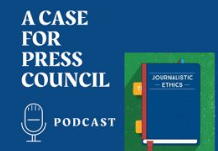 A CASE
FOR
PRESS
COUNCIL
PODCAST
JOURNALISTIC
ETHICS